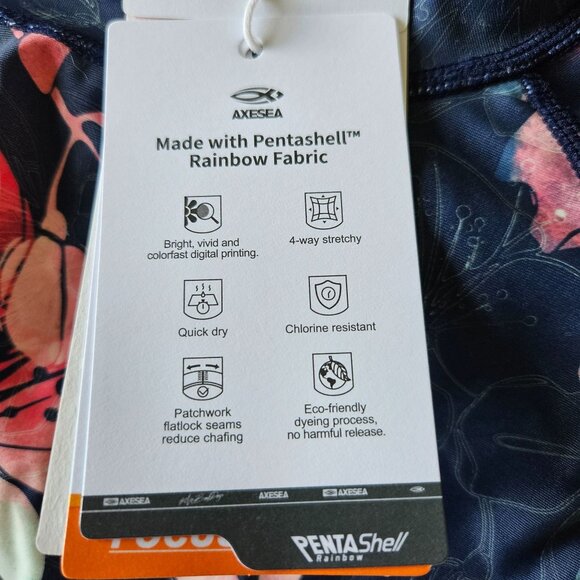 AXESEA
Made with Pentashell™
Rainbow Fabric
Bright, vivid and
colorfast digital printing.
4-way stretchy
Quick dry
Chlorine resistant
Patchwork
flatlock seams
reduce chafing
Eco-friendly
dyeing process,
no harmful release.
AXESEA AXESEA AXESEA AXESEA
PENTAShell
Rainbow